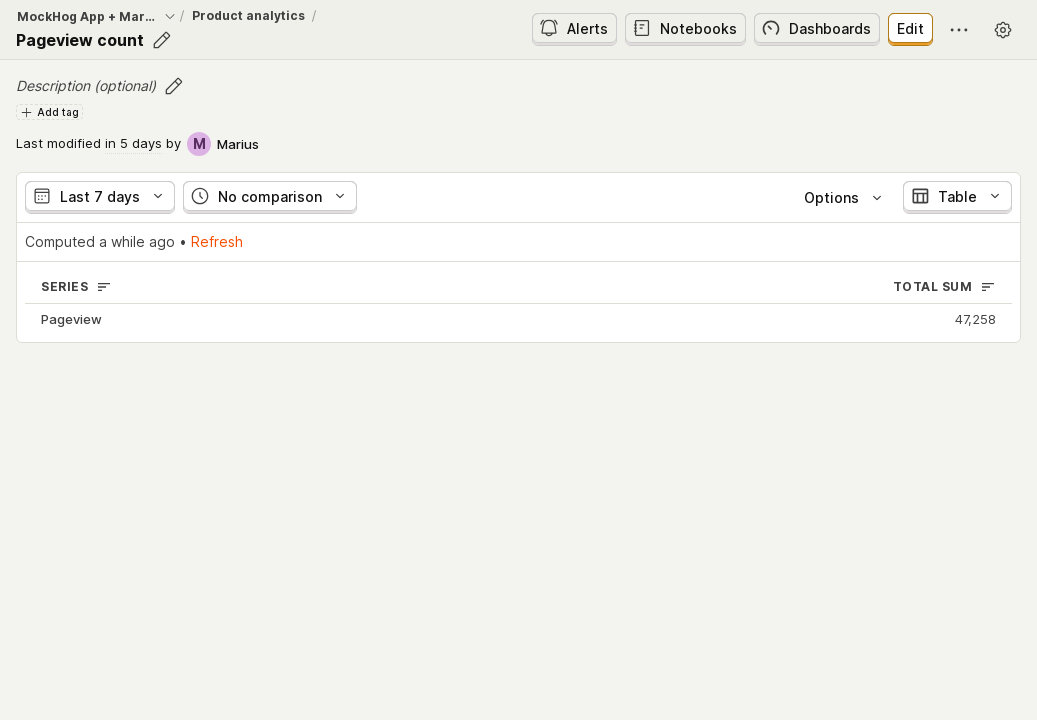 MockHog App + Mar... / Product analytics /
Pageview count
Alerts Notebooks Dashboards Edit
Description (optional)
Add tag
Last modified in 5 days by M Marius
Last 7 days No comparison Options Table
Computed a while ago • Refresh
SERIES TOTAL SUM
Pageview 47,258